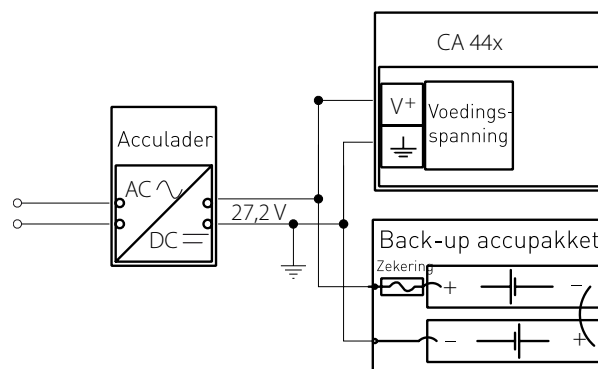 CA 44x
V+
Voedings-
spanning
Acculader
AC
DC
27,2 V
Back-up accupakket
Zekering
+
−
−
+